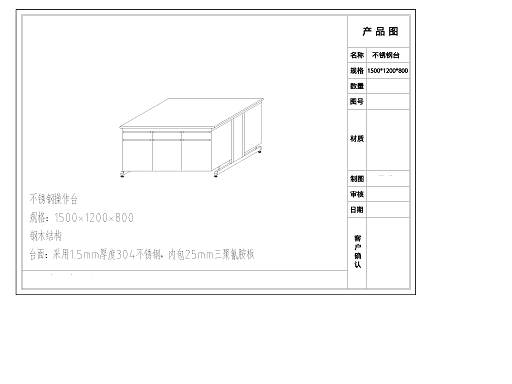 产品图
名称 不锈钢台
规格 1500*1200*800
数量
图号
材质
制图
审核
日期
客户确认
不锈钢操作台
规格：1500×1200×800
钢木结构
台面：采用1.5mm厚度304不锈钢，内包25mm三聚氰胺板